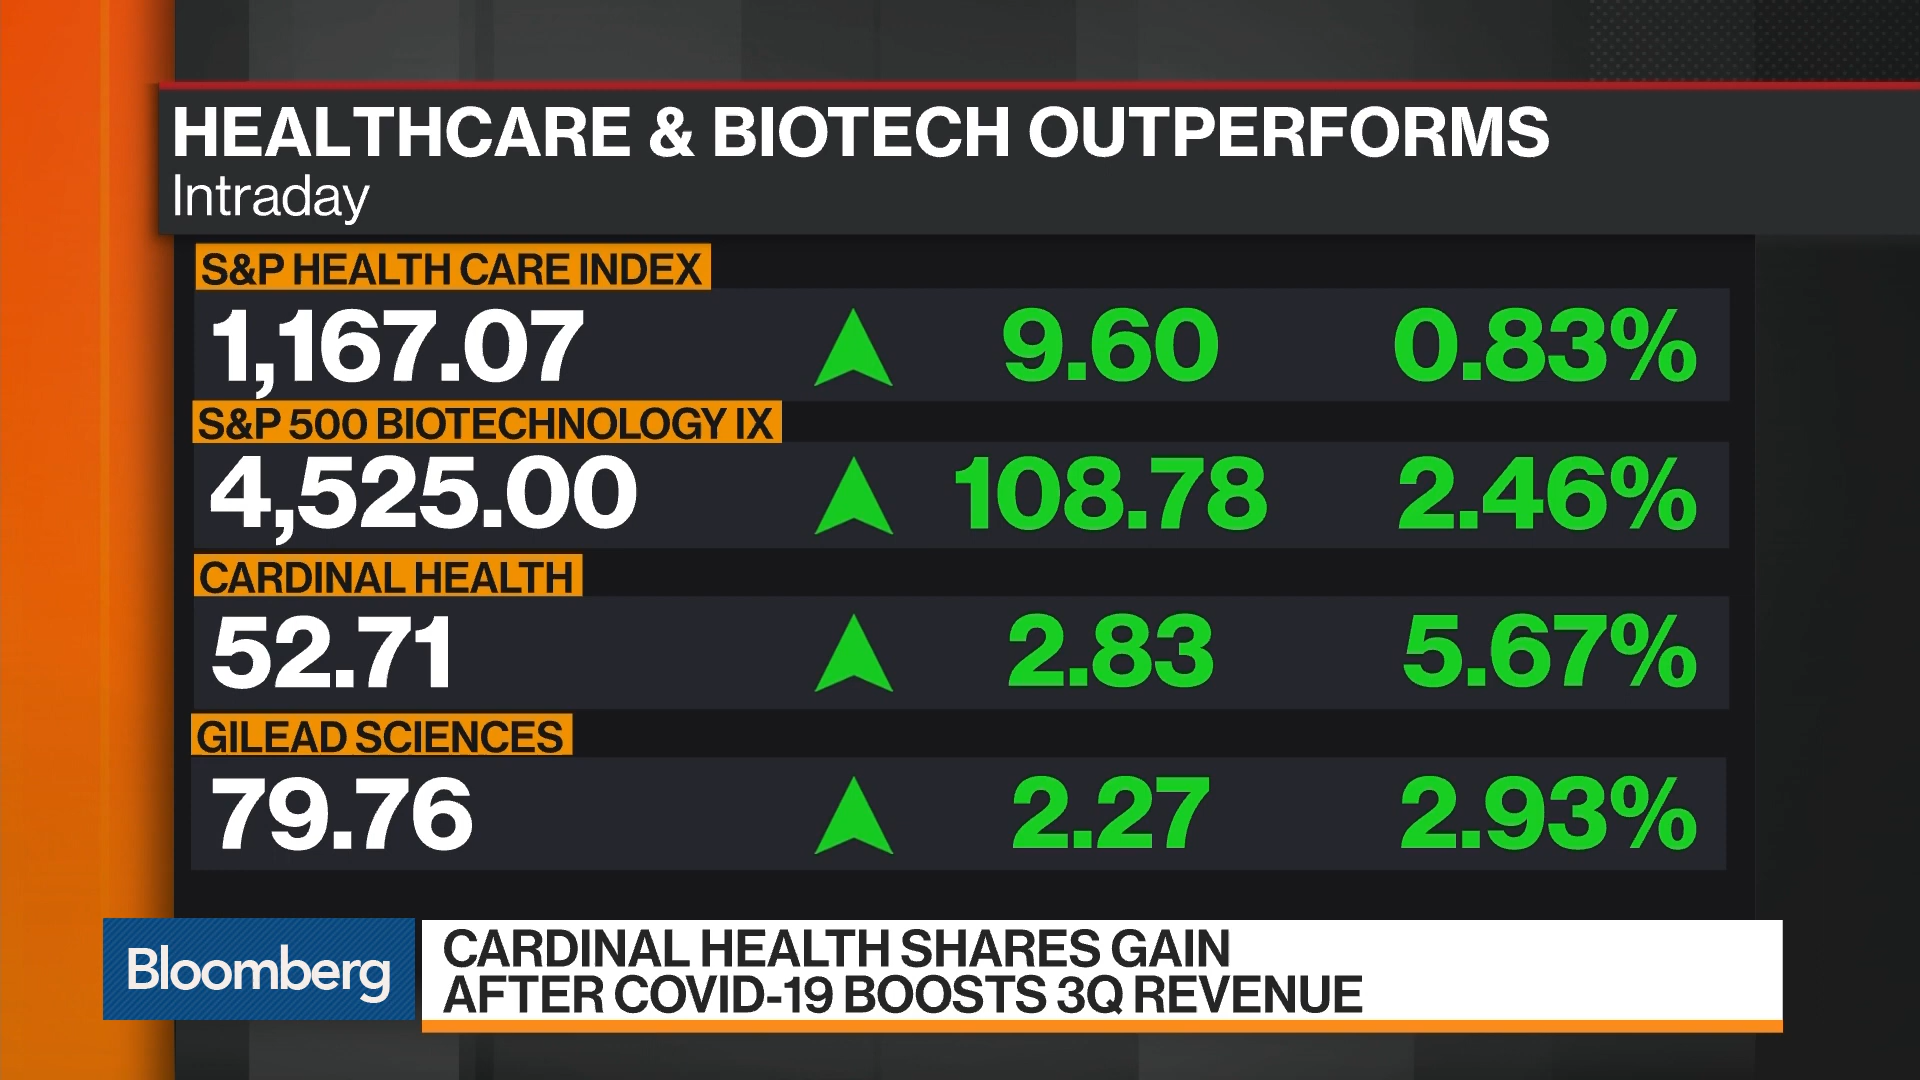 HEALTHCARE & BIOTECH OUTPERFORMS
Intraday
S&P HEALTH CARE INDEX
1,167.07 9.60 0.83%
S&P 500 BIOTECHNOLOGY IX
4,525.00 108.78 2.46%
CARDINAL HEALTH
52.71 2.83 5.67%
GILEAD SCIENCES
79.76 2.27 2.93%
Bloomberg
CARDINAL HEALTH SHARES GAIN
AFTER COVID-19 BOOSTS 3Q REVENUE